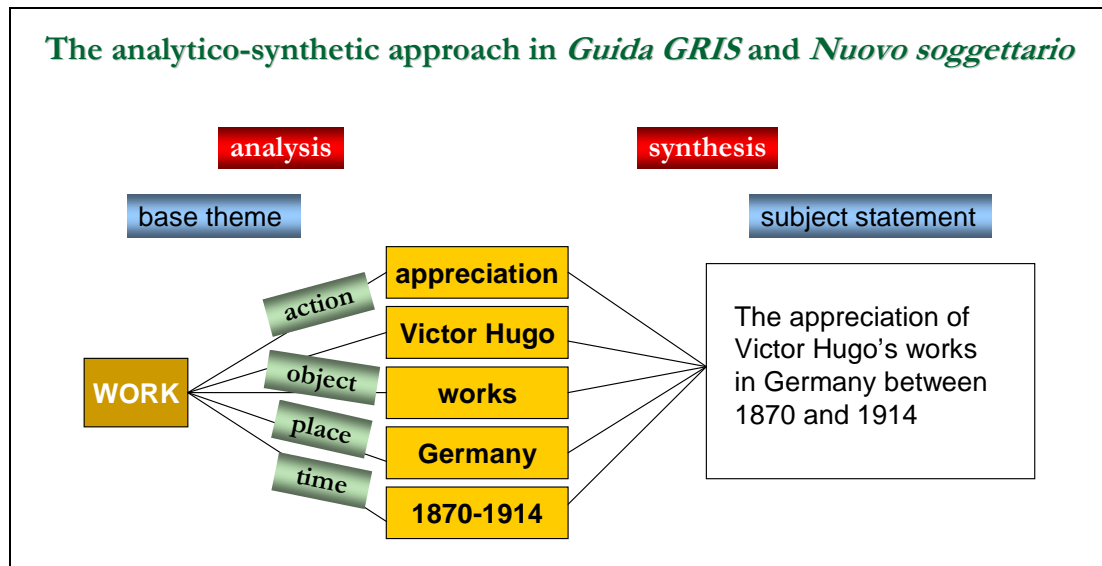 The analytico-synthetic approach in Guida GRIS and Nuovo soggettario
analysis
synthesis
base theme
subject statement
action
object
place
time
WORK
appreciation
Victor Hugo
works
Germany
1870-1914
The appreciation of
Victor Hugo’s works
in Germany between
1870 and 1914